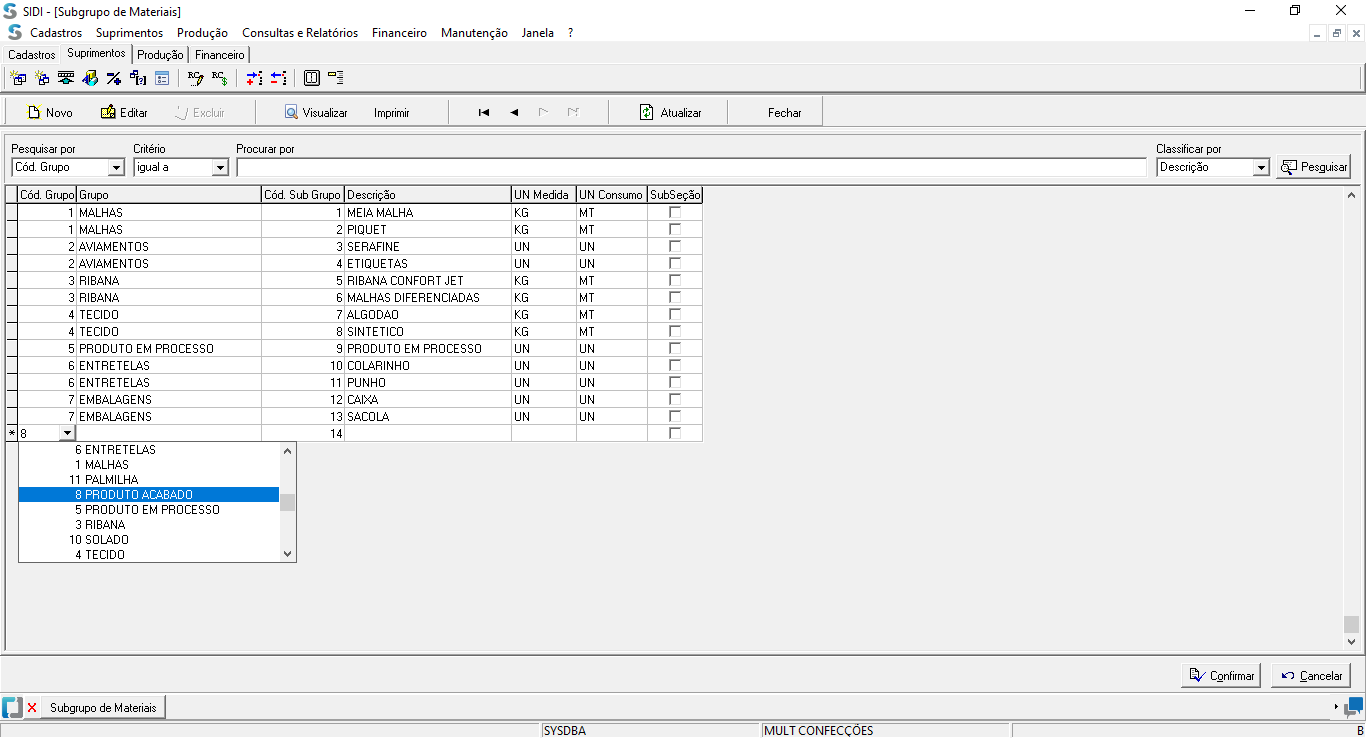 SIDI - [Subgrupo de Materiais]
Cadastros Suprimentos Produção Consultas e Relatórios Financeiro Manutenção Janela ?
Cadastros Suprimentos Produção Financeiro
Novo Editar Excluir Visualizar Imprimir Atualizar Fechar
Pesquisar por Critério Procurar por Classificar por
Cód. Grupo igual a Descrição Pesquisar
Cód. Grupo Grupo Cód. Sub Grupo Descrição UN Medida UN Consumo SubSeção
1 MALHAS 1 MEIA MALHA KG MT
1 MALHAS 2 PIQUET KG MT
2 AVIAMENTOS 3 SERAFINE UN UN
2 AVIAMENTOS 4 ETIQUETAS UN UN
3 RIBANA 5 RIBANA CONFORT JET KG MT
3 RIBANA 6 MALHAS DIFERENCIADAS KG MT
4 TECIDO 7 ALGODAO KG MT
4 TECIDO 8 SINTETICO KG MT
5 PRODUTO EM PROCESSO 9 PRODUTO EM PROCESSO UN UN
6 ENTRETELAS 10 COLARINHO UN UN
6 ENTRETELAS 11 PUNHO UN UN
7 EMBALAGENS 12 CAIXA UN UN
7 EMBALAGENS 13 SACOLA UN UN
* 8 14
6 ENTRETELAS
1 MALHAS
11 PALMILHA
8 PRODUTO ACABADO
5 PRODUTO EM PROCESSO
3 RIBANA
10 SOLADO
4 TECIDO
Confirmar Cancelar
Subgrupo de Materiais
SYSDBA MULT CONFECÇÕES B